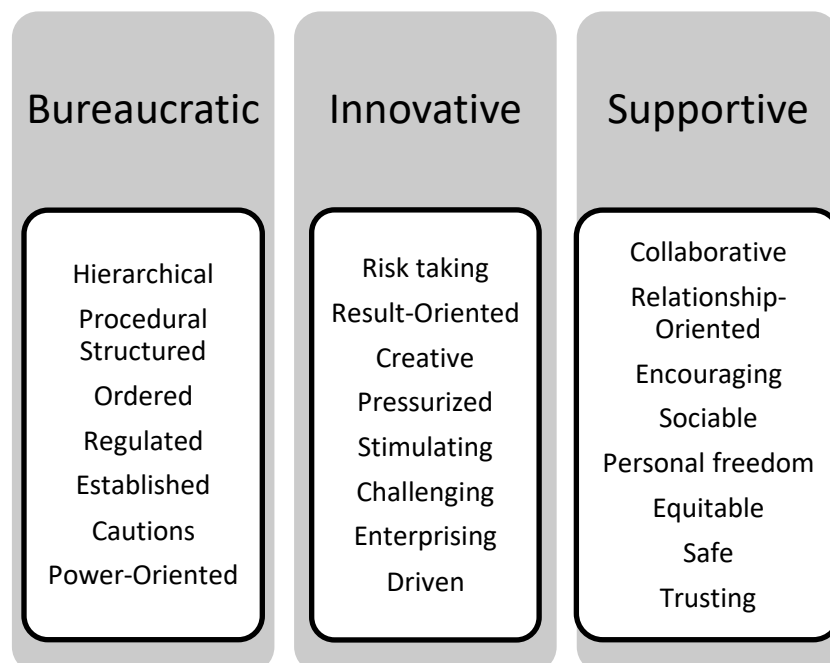 Bureaucratic
Hierarchical
Procedural
Structured
Ordered
Regulated
Established
Cautions
Power-Oriented
Innovative
Risk taking
Result-Oriented
Creative
Pressurized
Stimulating
Challenging
Enterprising
Driven
Supportive
Collaborative
Relationship-
Oriented
Encouraging
Sociable
Personal freedom
Equitable
Safe
Trusting